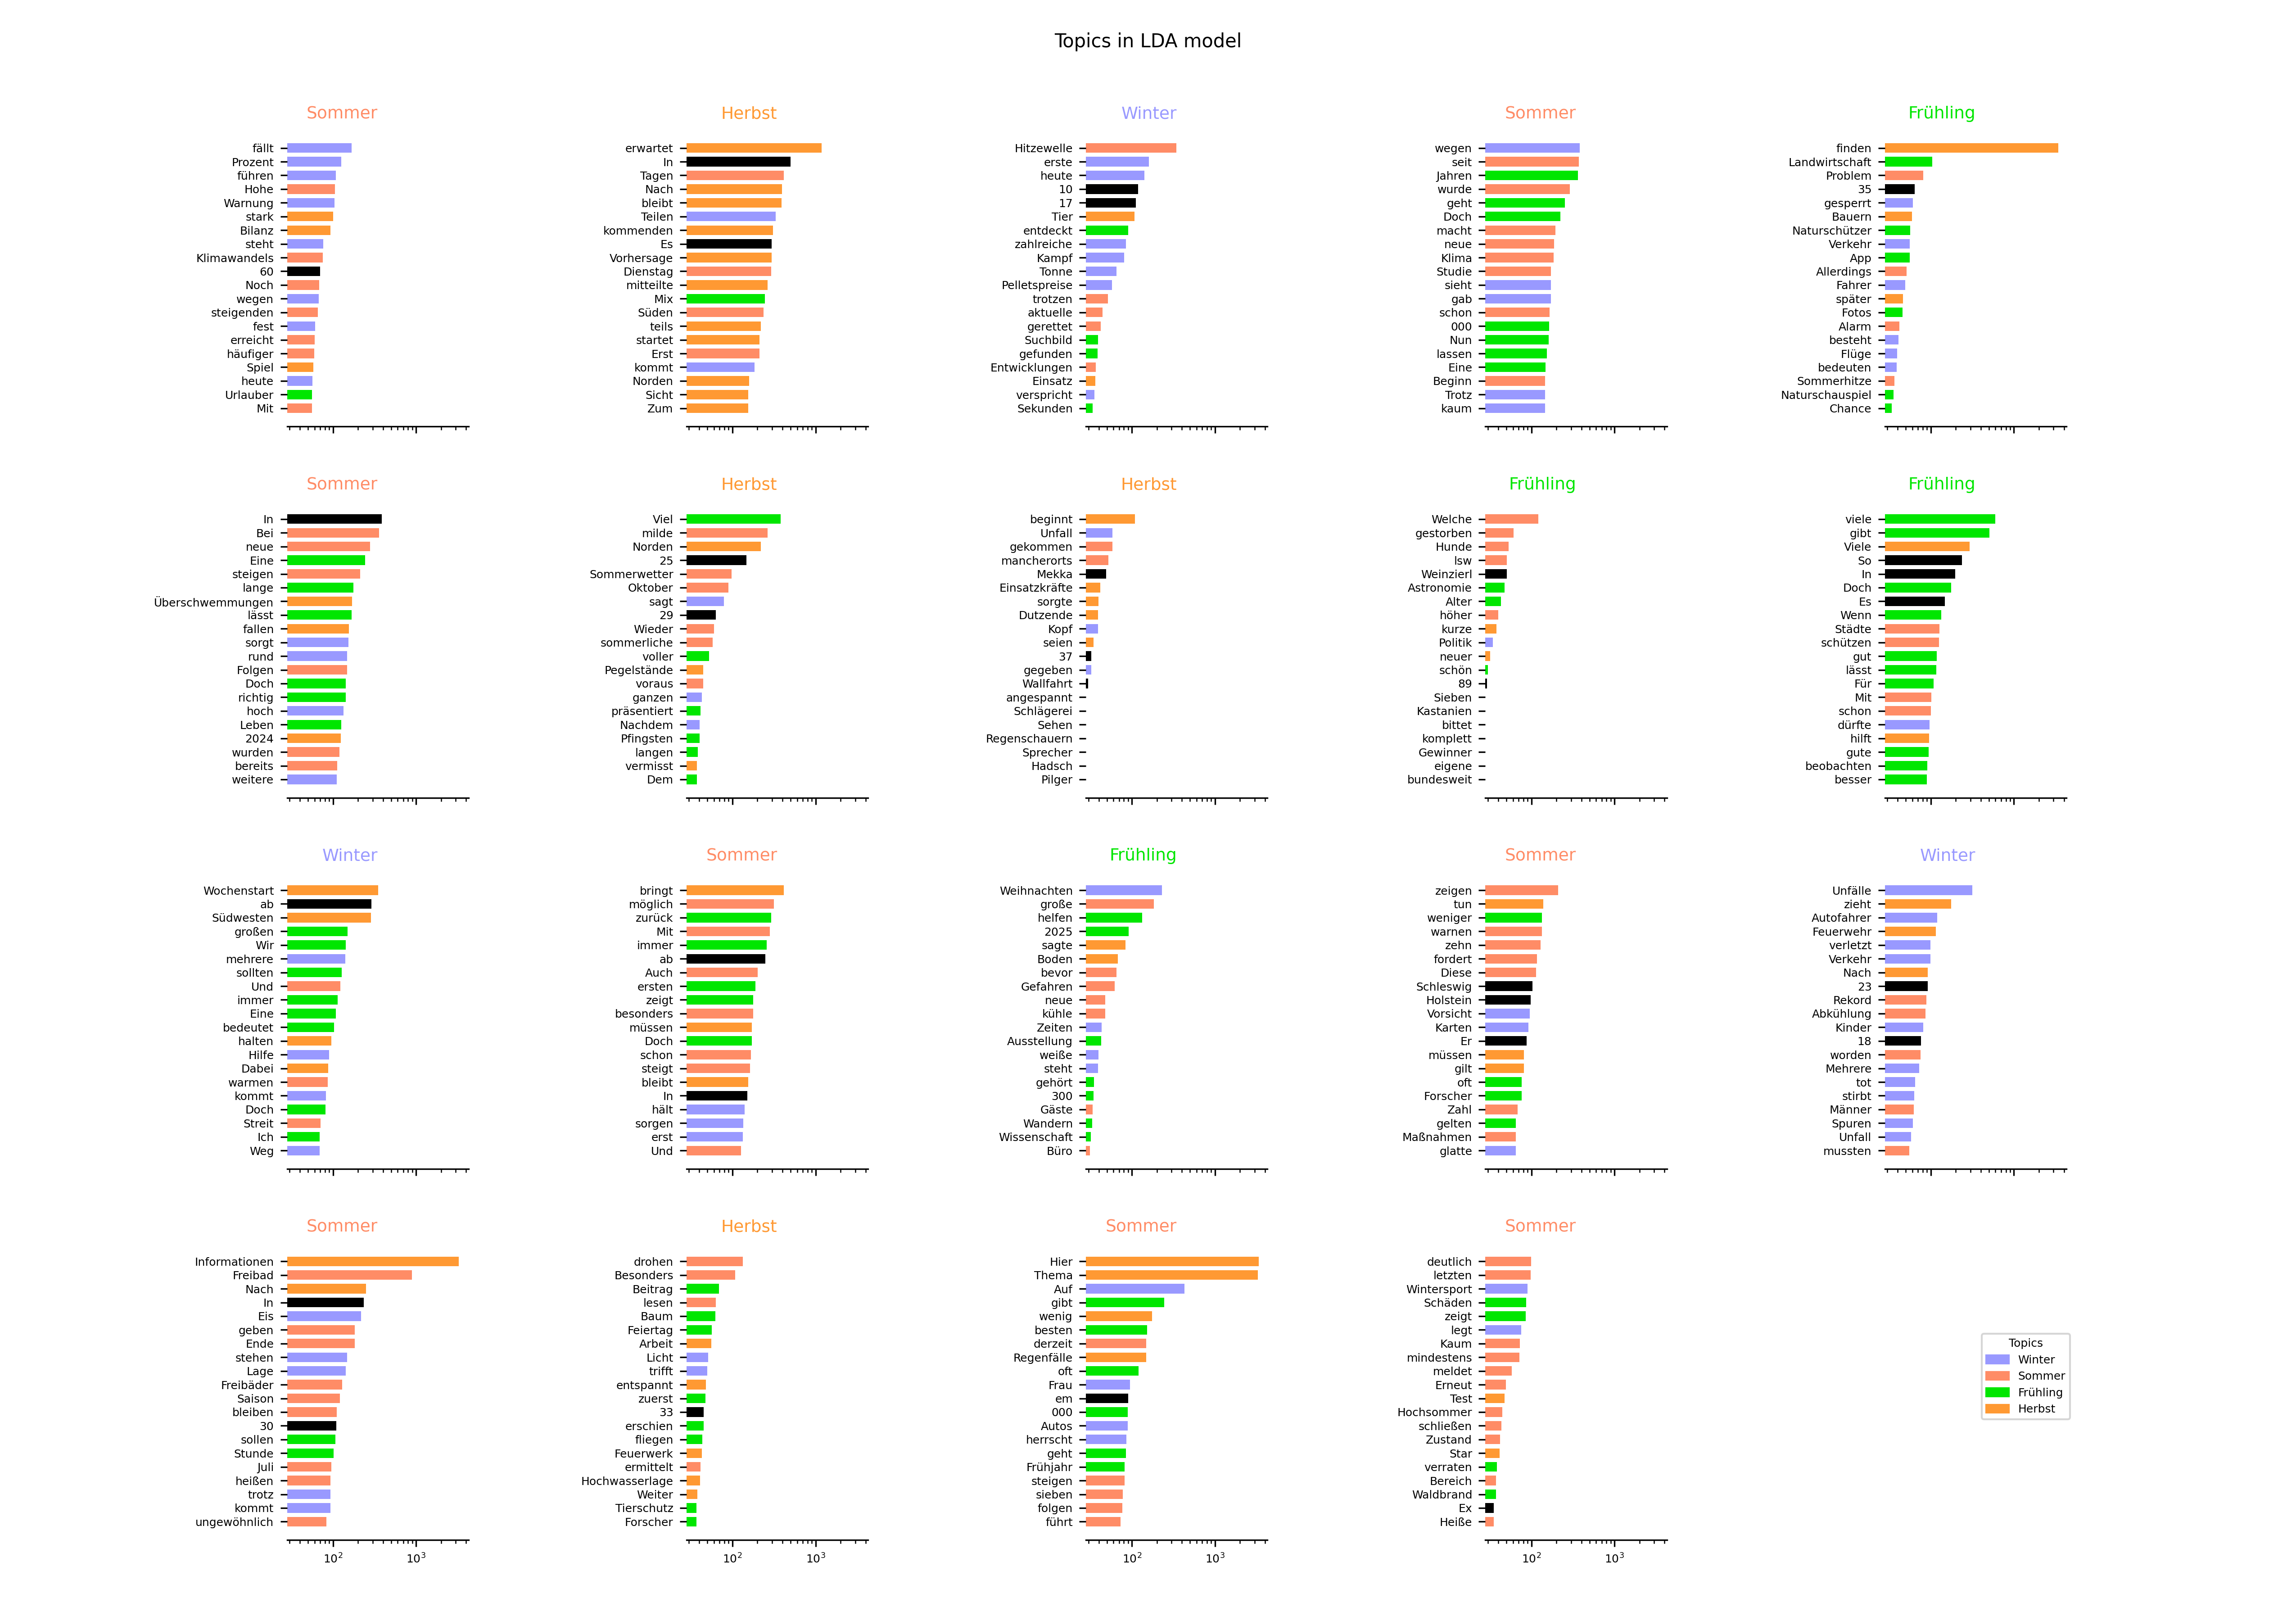 Topics in LDA model
Sommer
fällt
Prozent
führen
Hohe
Warnung
stark
Bilanz
steht
Klimawandels
60
Noch
wegen
steigenden
fest
erreicht
häufiger
Spiel
heute
Urlauber
Mit
Herbst
erwartet
In
Tagen
Nach
bleibt
Teilen
kommenden
Es
Vorhersage
Dienstag
mitteilte
Mix
Süden
teils
startet
Erst
kommt
Norden
Sicht
Zum
Winter
Hitzewelle
erste
heute
10
17
Tier
entdeckt
zahlreiche
Kampf
Tonne
Pelletspreise
trotzen
aktuelle
gerettet
Suchbild
gefunden
Entwicklungen
Einsatz
verspricht
Sekunden
Sommer
wegen
seit
Jahren
wurde
geht
Doch
macht
neue
Klima
Studie
sieht
gab
schon
000
Nun
lassen
Eine
Beginn
Trotz
kaum
Frühling
finden
Landwirtschaft
Problem
35
gesperrt
Bauern
Naturschützer
Verkehr
App
Allerdings
Fahrer
später
Fotos
Alarm
besteht
Flüge
bedeuten
Sommerhitze
Naturschauspiel
Chance
Sommer
In
Bei
neue
Eine
steigen
lange
Überschwemmungen
lässt
fallen
sorgt
rund
Folgen
Doch
richtig
hoch
Leben
2024
wurden
bereits
weitere
Herbst
Viel
milde
Norden
25
Sommerwetter
Oktober
sagt
29
Wieder
sommerliche
voller
Pegelstände
voraus
ganzen
präsentiert
Nachdem
Pfingsten
langen
vermisst
Dem
Herbst
beginnt
Unfall
gekommen
mancherorts
Mekka
Einsatzkräfte
sorgte
Dutzende
Kopf
seien
37
gegeben
Wallfahrt
angespannt
Schlägerei
Sehen
Regenschauern
Sprecher
Hadsch
Pilger
Frühling
Welche
gestorben
Hunde
lsw
Weinzierl
Astronomie
Alter
höher
kurze
Politik
neuer
schön
89
Sieben
Kastanien
bittet
komplett
Gewinner
eigene
bundesweit
Frühling
viele
gibt
Viele
So
In
Doch
Es
Wenn
Städte
schützen
gut
lässt
Für
Mit
schon
dürfte
hilft
gute
beobachten
besser
Winter
Wochenstart
ab
Südwesten
großen
Wir
mehrere
sollten
Und
immer
Eine
bedeutet
halten
Hilfe
Dabei
warmen
kommt
Doch
Streit
Ich
Weg
Sommer
bringt
möglich
zurück
Mit
immer
ab
Auch
ersten
zeigt
besonders
müssen
Doch
schon
steigt
bleibt
In
hält
sorgen
erst
Und
Frühling
Weihnachten
große
helfen
2025
sagte
Boden
bevor
Gefahren
neue
kühle
Zeiten
Ausstellung
weiße
steht
gehört
300
Gäste
Wandern
Wissenschaft
Büro
Sommer
zeigen
tun
weniger
warnen
zehn
fordert
Diese
Schleswig
Holstein
Vorsicht
Karten
Er
müssen
gilt
oft
Forscher
Zahl
gelten
Maßnahmen
glatte
Winter
Unfälle
zieht
Autofahrer
Feuerwehr
verletzt
Verkehr
Nach
23
Rekord
Abkühlung
Kinder
18
worden
Mehrere
tot
stirbt
Männer
Spuren
Unfall
mussten
Sommer
Informationen
Freibad
Nach
In
Eis
geben
Ende
stehen
Lage
Freibäder
Saison
bleiben
30
sollen
Stunde
Juli
heißen
trotz
kommt
ungewöhnlich
10²
10³
Herbst
drohen
Besonders
Beitrag
lesen
Baum
Feiertag
Arbeit
Licht
trifft
entspannt
zuerst
33
erschien
fliegen
Feuerwerk
ermittelt
Hochwasserlage
Weiter
Tierschutz
Forscher
10²
10³
Sommer
Hier
Thema
Auf
gibt
wenig
besten
derzeit
Regenfälle
oft
Frau
em
000
Autos
herrscht
geht
Frühjahr
steigen
sieben
folgen
führt
10²
10³
Sommer
deutlich
letzten
Wintersport
Schäden
zeigt
legt
Kaum
mindestens
meldet
Erneut
Test
Hochsommer
schließen
Zustand
Star
verraten
Bereich
Waldbrand
Ex
Heiße
10²
10³
Topics
Winter
Sommer
Frühling
Herbst